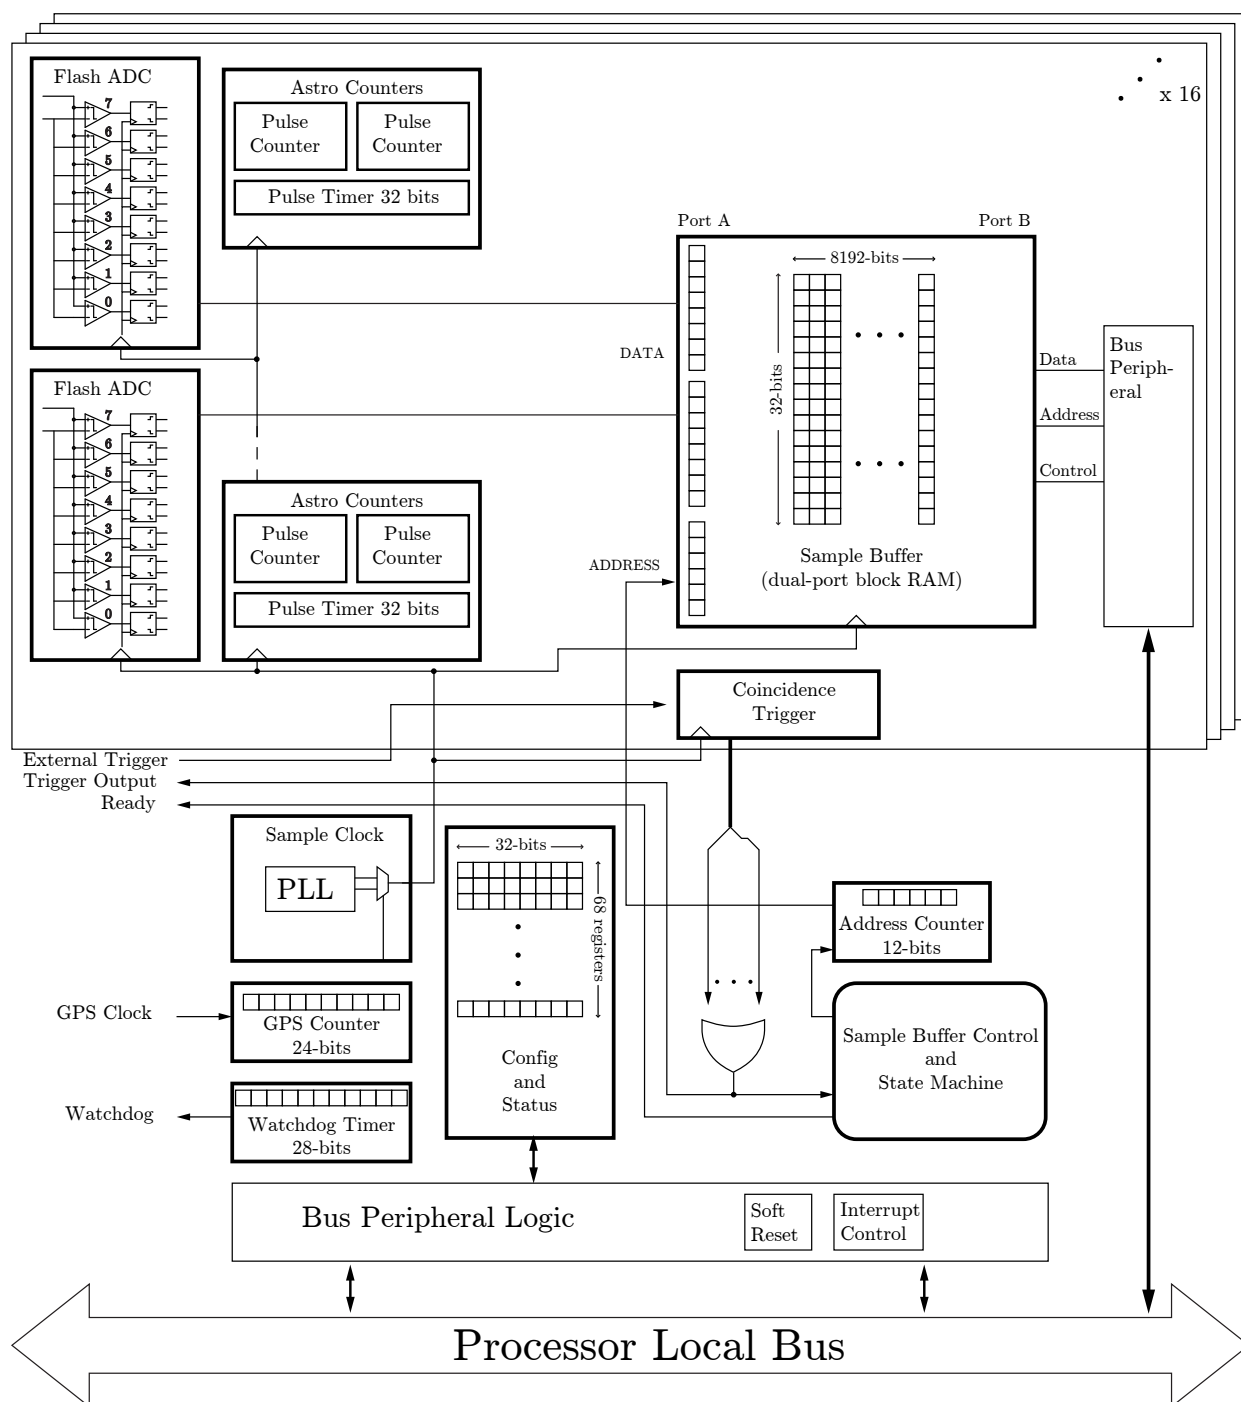 Flash ADC
7
6
5
4
3
2
1
0
Astro Counters
Pulse
Counter
Pulse
Counter
Pulse Timer 32 bits
x 16
Port A
Port B
8192-bits
32-bits
DATA
ADDRESS
Sample Buffer
(dual-port block RAM)
Data
Address
Control
Bus
Periph-
eral
Flash ADC
7
6
5
4
3
2
1
0
Astro Counters
Pulse
Counter
Pulse
Counter
Pulse Timer 32 bits
Coincidence
Trigger
External Trigger
Trigger Output
Ready
Sample Clock
PLL
32-bits
68 registers
Config
and
Status
Address Counter
12-bits
GPS Clock
GPS Counter
24-bits
Sample Buffer Control
and
State Machine
Watchdog
Watchdog Timer
28-bits
Bus Peripheral Logic
Soft
Reset
Interrupt
Control
Processor Local Bus